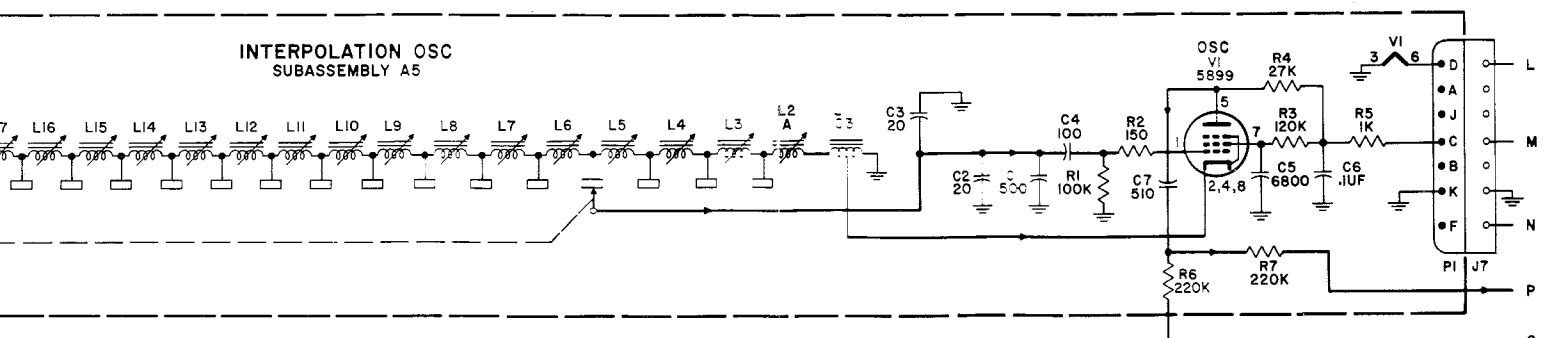 INTERPOLATION OSC
SUBASSEMBLY A5
7 L16 L15 L14 L13 L12 L11 L10 L9 L8 L7 L6 L5 L4 L3 L2
A
C3
20
C2
20
500
C4
100
R1
100K
R2
150
OSC
V1
5899
5
7
1
2,4,8
C7
510
R4
27K
R3
120K
R5
1K
C5
6800
C6
.1UF
R6
220K
R7
220K
3 V1 6
D
A
J
C
B
K
F
P1 J7
L
M
N
P